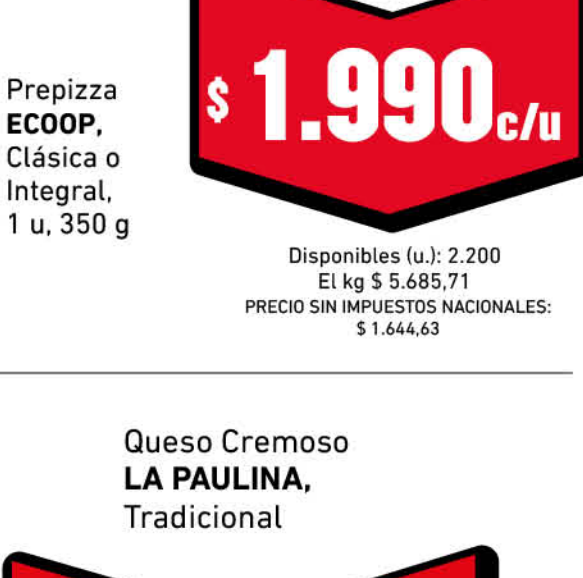 Prepizza
ECOOP,
Clásica o
Integral,
1 u, 350 g
$ 1.990 c/u
Disponibles (u.): 2.200
El kg $ 5.685,71
PRECIO SIN IMPUESTOS NACIONALES:
$ 1.644,63
Queso Cremoso
LA PAULINA,
Tradicional